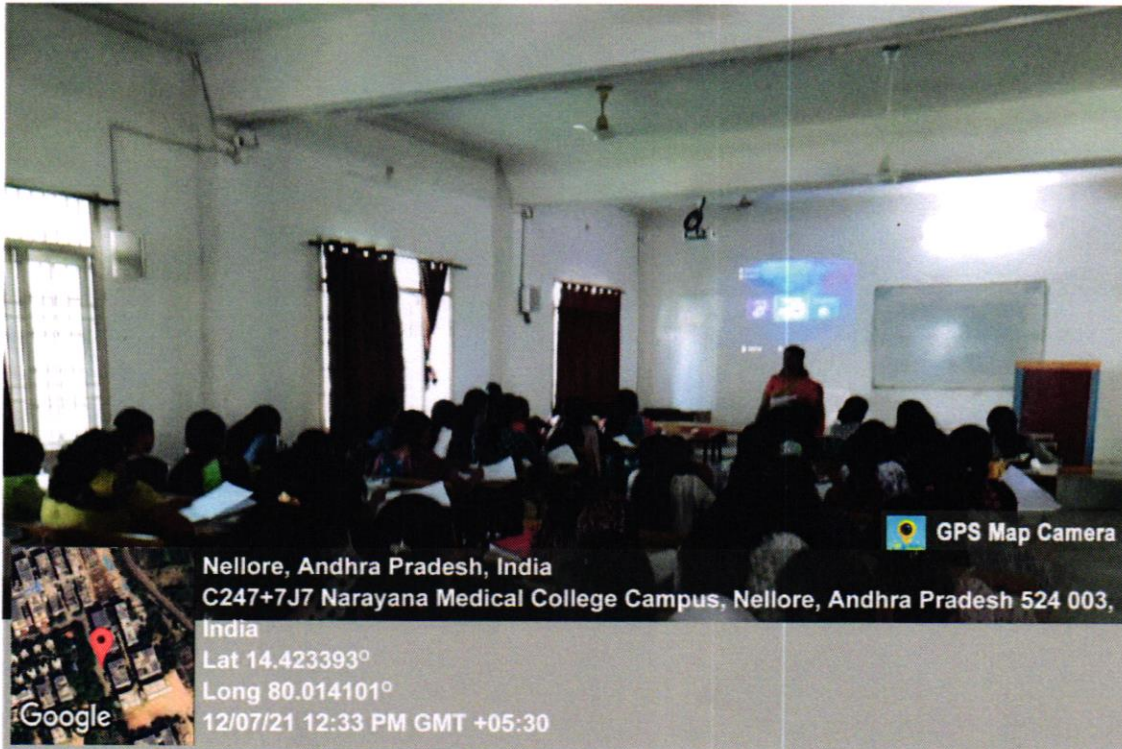 GPS Map Camera
Nellore, Andhra Pradesh, India
C247+7J7 Narayana Medical College Campus, Nellore, Andhra Pradesh 524 003,
India
Lat 14.423393°
Long 80.014101°
12/07/21 12:33 PM GMT +05:30
Google